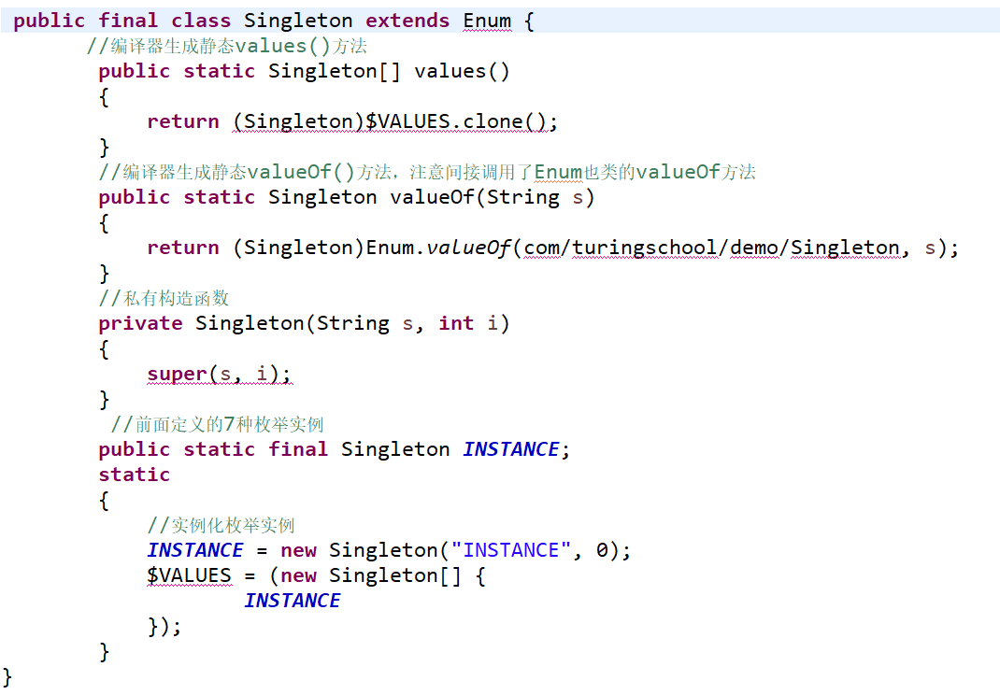 public final class Singleton extends Enum {
//编译器生成静态values()方法
public static Singleton[] values()
{
return (Singleton)$VALUES.clone();
}
//编译器生成静态valueOf()方法，注意间接调用了Enum也类的valueOf方法
public static Singleton valueOf(String s)
{
return (Singleton)Enum.valueOf(com/turingschool/demo/Singleton, s);
}
//私有构造函数
private Singleton(String s, int i)
{
super(s, i);
}
//前面定义的7种枚举实例
public static final Singleton INSTANCE;
static
{
//实例化枚举实例
INSTANCE = new Singleton("INSTANCE", 0);
$VALUES = (new Singleton[] {
INSTANCE
});
}
}